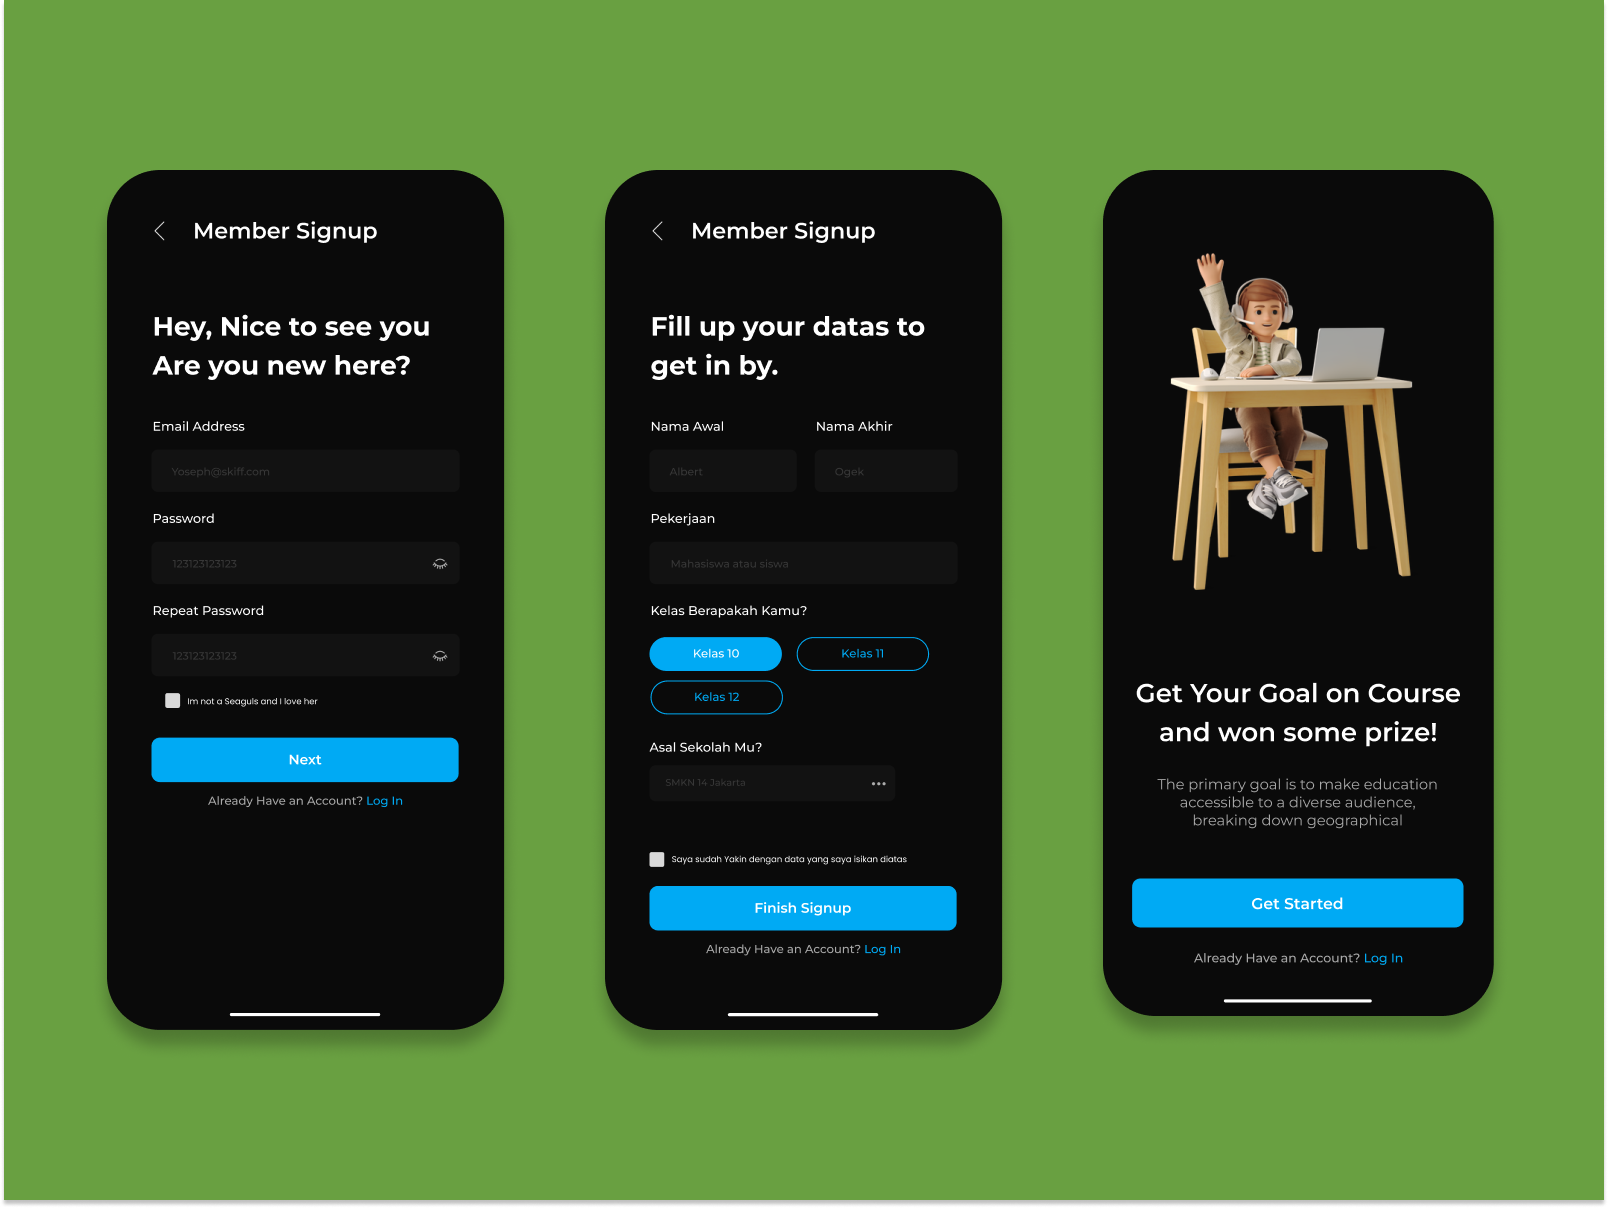 Member Signup
Hey, Nice to see you
Are you new here?
Email Address
Yoseph@skiff.com
Password
123123123123
Repeat Password
123123123123
Im not a Seaguls and I love her
Next
Already Have an Account? Log In
Member Signup
Fill up your datas to
get in by.
Nama Awal
Nama Akhir
Albert
Ogek
Pekerjaan
Mahasiswa atau siswa
Kelas Berapakah Kamu?
Kelas 10
Kelas 11
Kelas 12
Asal Sekolah Mu?
SMKN 14 Jakarta
Saya sudah Yakin dengan data yang saya isikan diatas
Finish Signup
Already Have an Account? Log In
Get Your Goal on Course
and won some prize!
The primary goal is to make education
accessible to a diverse audience,
breaking down geographical
Get Started
Already Have an Account? Log In